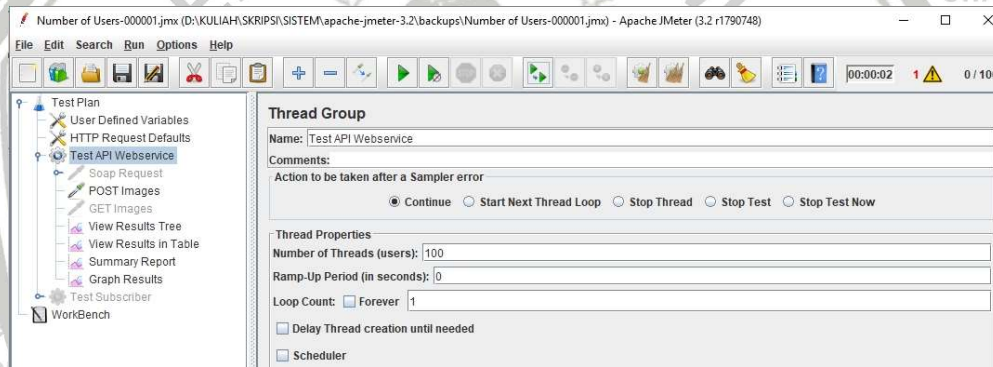 Number of Users-000001.jmx (D:\KULIAH\SKRIPSI\SISTEM\apache-jmeter-3.2\backups\Number of Users-000001.jmx) - Apache JMeter (3.2 r1790748)
File Edit Search Run Options Help
00:00:02 1 0 / 100
Test Plan
User Defined Variables
HTTP Request Defaults
Test API Webservice
Soap Request
POST Images
GET Images
View Results Tree
View Results in Table
Summary Report
Graph Results
Test Subscriber
WorkBench
Thread Group
Name: Test API Webservice
Comments:
Action to be taken after a Sampler error
Continue Start Next Thread Loop Stop Thread Stop Test Stop Test Now
Thread Properties
Number of Threads (users): 100
Ramp-Up Period (in seconds): 0
Loop Count: Forever 1
Delay Thread creation until needed
Scheduler